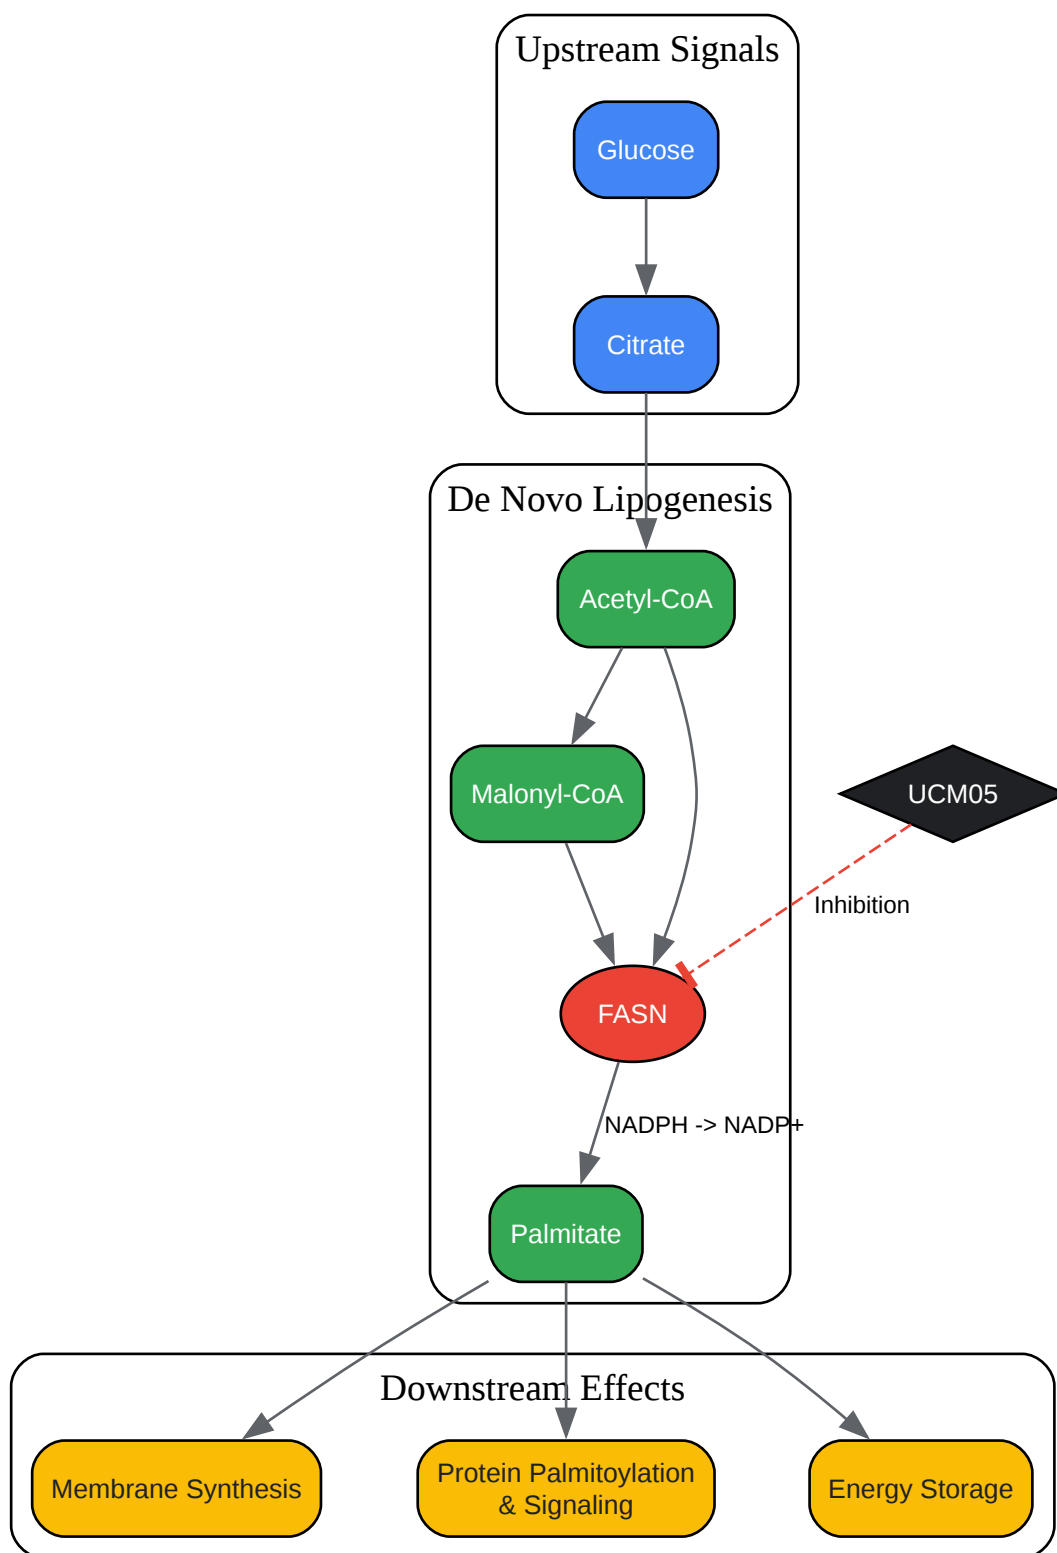 Upstream Signals
Glucose
Citrate
De Novo Lipogenesis
Acetyl-CoA
Malonyl-CoA
UCM05
Inhibition
FASN
NADPH -> NADP+
Palmitate
Downstream Effects
Membrane Synthesis
Protein Palmitoylation
& Signaling
Energy Storage